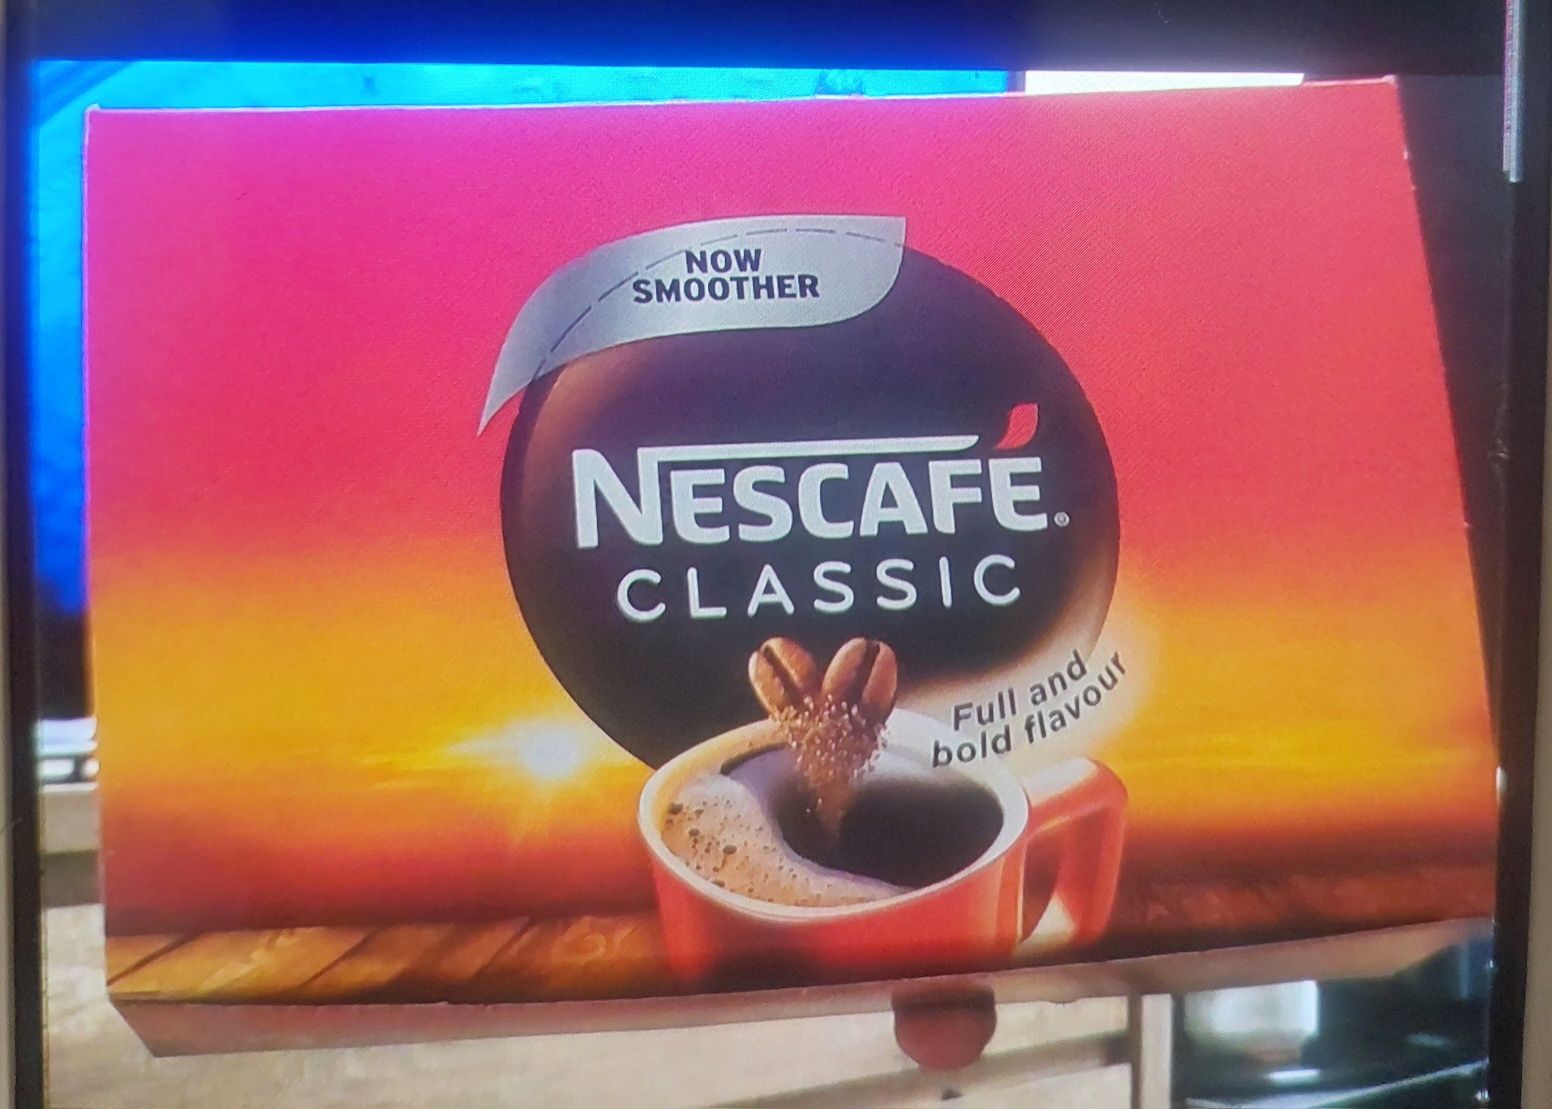 NOW
SMOOTHER
NESCAFÉ®
CLASSIC
Full and
bold flavour